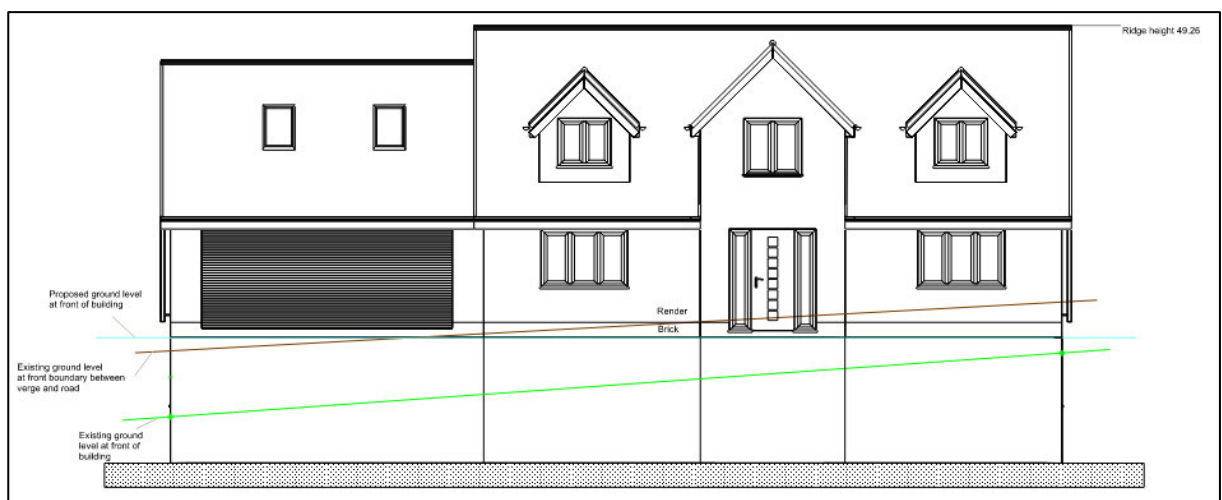 Ridge height 49.26
Proposed ground level
at front of building
Render
Brick
Existing ground level
at front boundary between
verge and road
Existing ground
level at front of
building